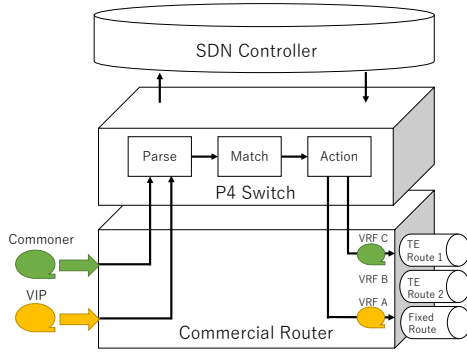 SDN Controller
Parse
Match
Action
P4 Switch
Commoner
VIP
VRF C
VRF B
VRF A
TE
Route 1
TE
Route 2
Fixed
Route
Commercial Router